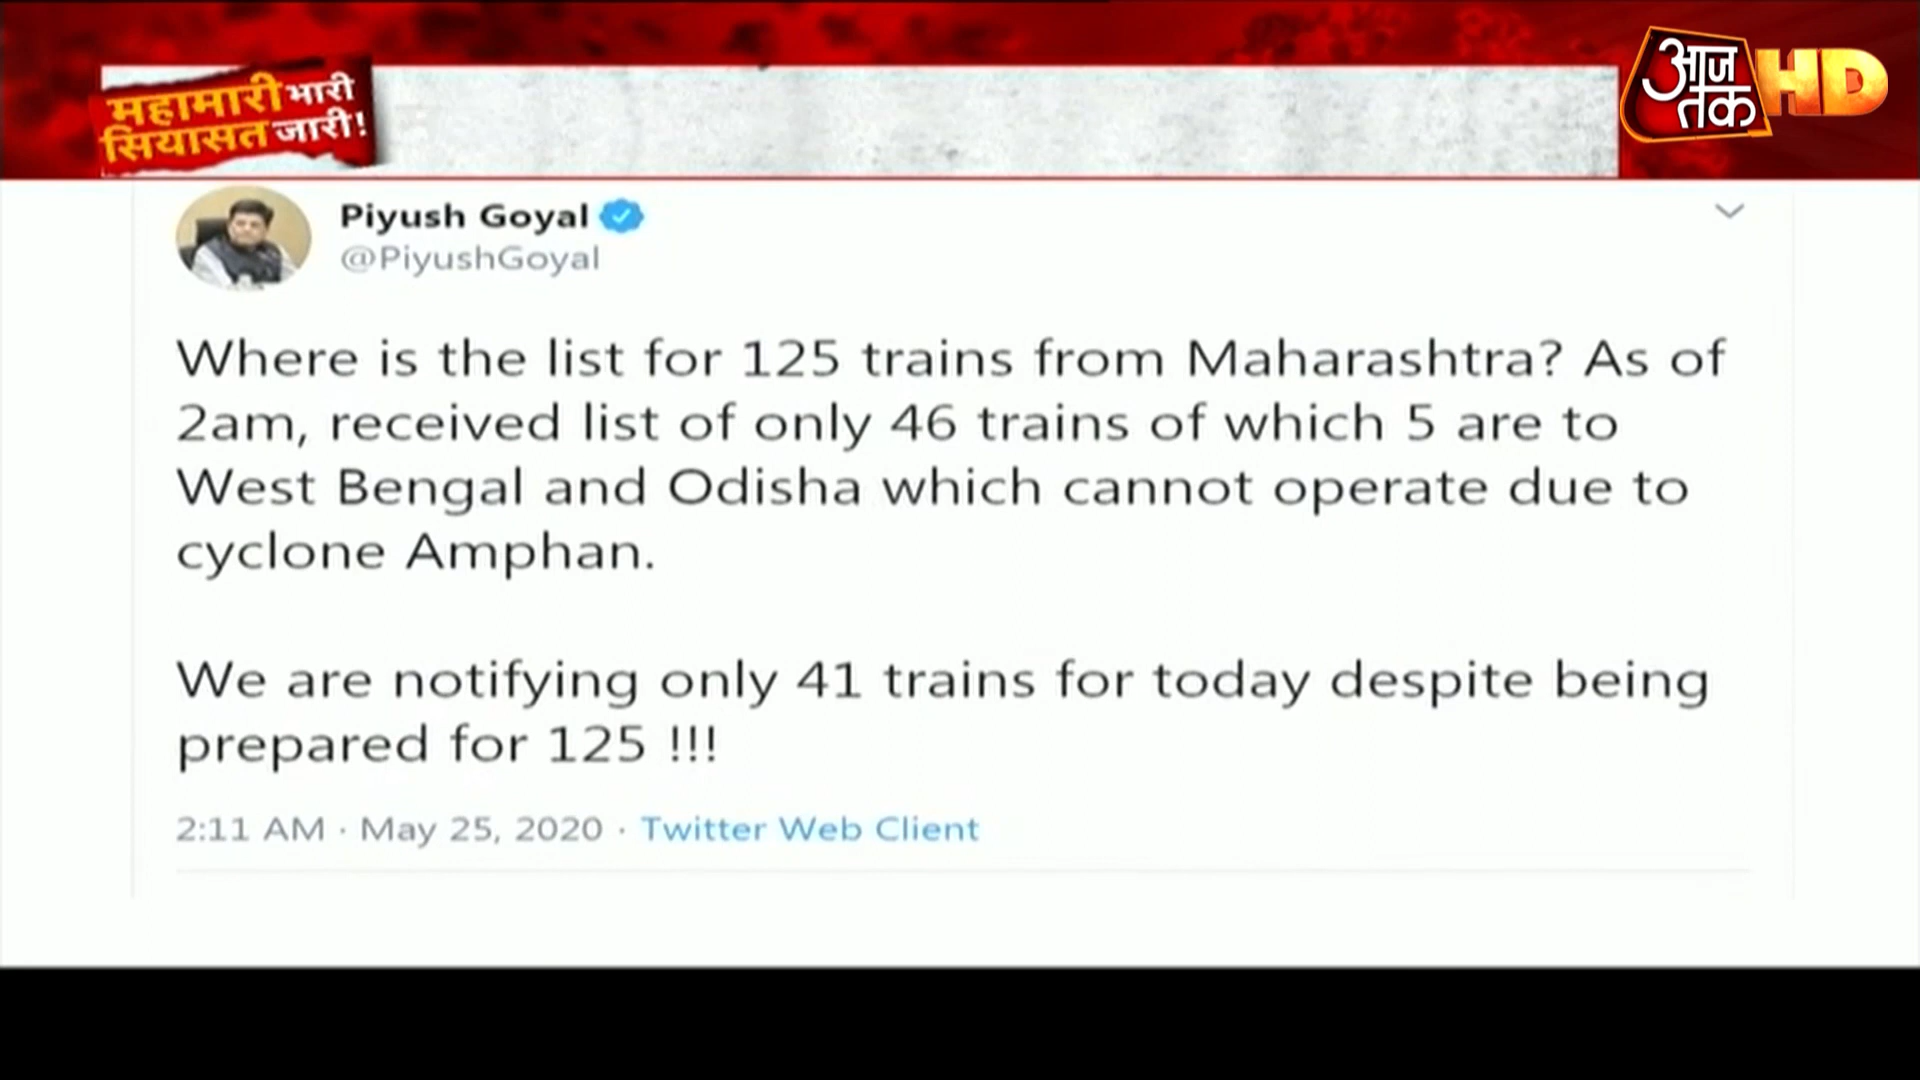 महामारी भारी
सियासत जारी!
आज
तक HD
Piyush Goyal
@PiyushGoyal
Where is the list for 125 trains from Maharashtra? As of
2am, received list of only 46 trains of which 5 are to
West Bengal and Odisha which cannot operate due to
cyclone Amphan.
We are notifying only 41 trains for today despite being
prepared for 125 !!!
2:11 AM · May 25, 2020 · Twitter Web Client